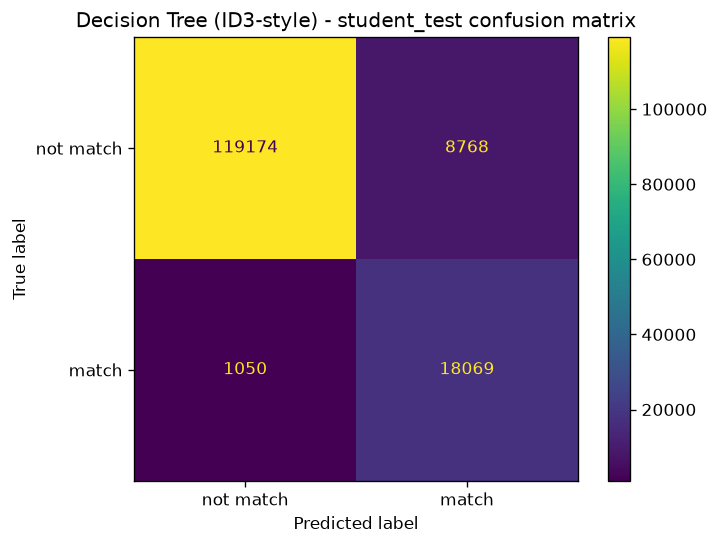 Decision Tree (ID3-style) - student_test confusion matrix
True label
not match
119174
8768
match
1050
18069
not match
match
Predicted label
100000
80000
60000
40000
20000